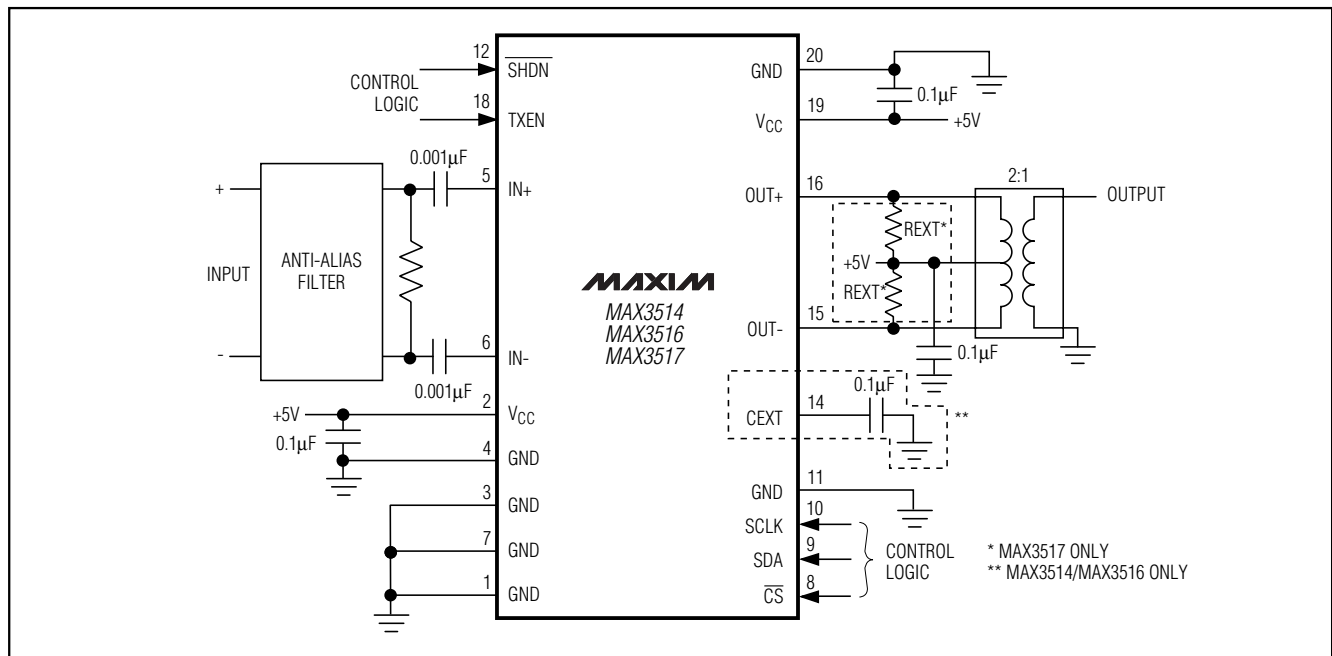 12
SHDN
CONTROL
LOGIC
18
TXEN
0.001µF
5
IN+
+
ANTI-ALIAS
FILTER
INPUT
-
6
IN-
0.001µF
+5V
2
VCC
0.1µF
4
GND
3
GND
7
GND
1
GND
MAXIM
MAX3514
MAX3516
MAX3517
20
GND
0.1µF
19
VCC
+5V
2:1
16
OUT+
OUTPUT
REXT*
+5V
REXT*
15
OUT-
0.1µF
0.1µF
14
CEXT
**
11
GND
10
SCLK
9
SDA
8
CS
CONTROL
LOGIC
* MAX3517 ONLY
** MAX3514/MAX3516 ONLY